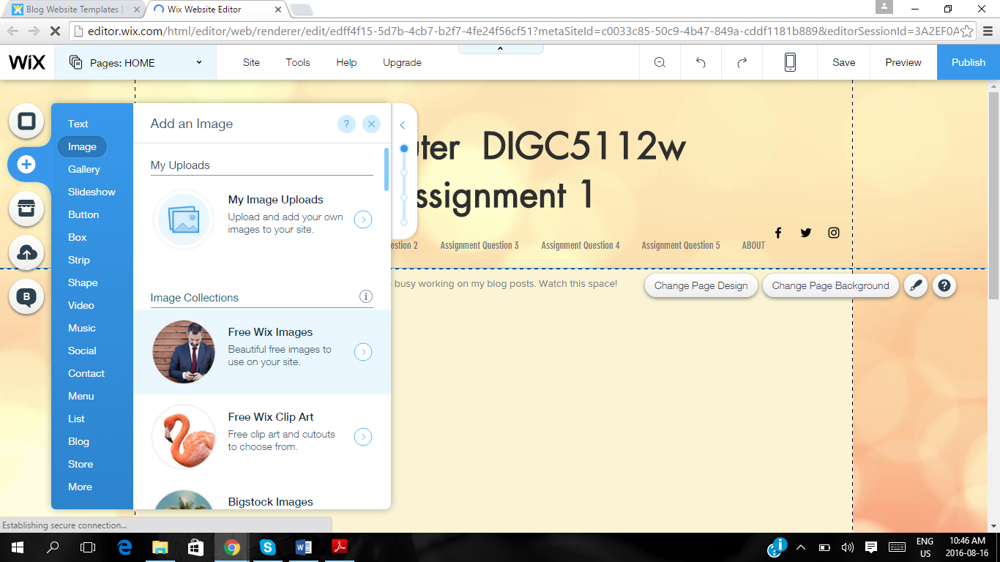 Blog Website Templates |
Wix Website Editor
editor.wix.com/html/editor/web/renderer/edit/edff4f15-5d7b-4cb7-b2f7-4fe24f56cf51?metaSiteId=c0033c85-50c9-4b47-849a-cddf1181b889&editorSessionId=3A2EF0A
WiX
Pages: HOME
Site
Tools
Help
Upgrade
Save
Preview
Publish
Text
Image
Gallery
Slideshow
Button
Box
Strip
Shape
Video
Music
Social
Contact
Menu
List
Blog
Store
More
Add an Image
?
My Uploads
My Image Uploads
Upload and add your own
images to your site.
Image Collections
Free Wix Images
Beautiful free images to
use on your site.
Free Wix Clip Art
Free clip art and cutouts
to choose from.
Bigstock Images
uter DIGC5112w
ssignment 1
estion 2
Assignment Question 3
Assignment Question 4
Assignment Question 5
ABOUT
busy working on my blog posts. Watch this space!
Change Page Design
Change Page Background
?
B
Establishing secure connection...
ENG
US
10:46 AM
2016-08-16